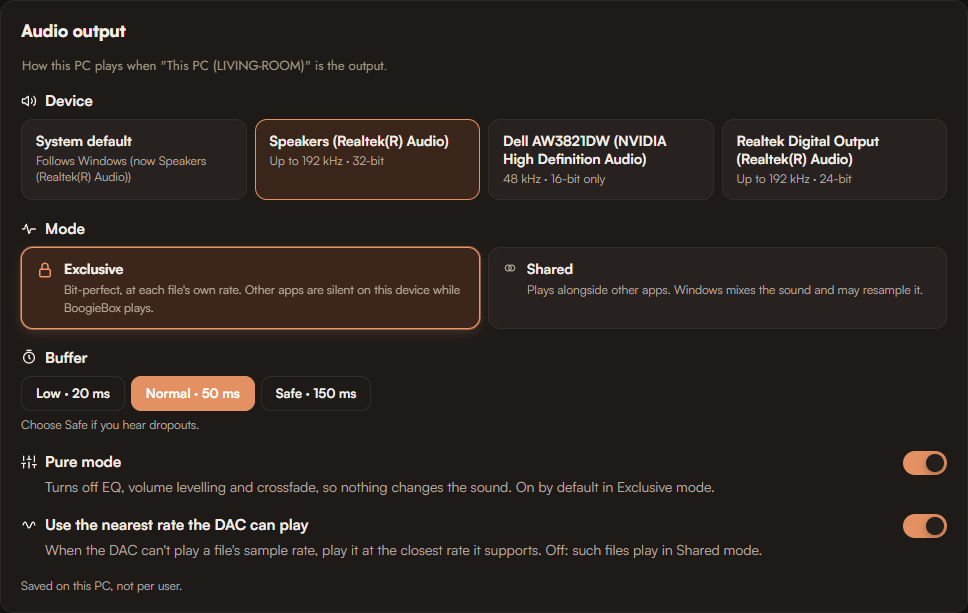 Audio output
How this PC plays when "This PC (LIVING-ROOM)" is the output.
Device
System default
Follows Windows (now Speakers
(Realtek(R) Audio))
Speakers (Realtek(R) Audio)
Up to 192 kHz · 32-bit
Dell AW3821DW (NVIDIA
High Definition Audio)
48 kHz · 16-bit only
Realtek Digital Output
(Realtek(R) Audio)
Up to 192 kHz · 24-bit
Mode
Exclusive
Bit-perfect, at each file's own rate. Other apps are silent on this device while
BoogieBox plays.
Shared
Plays alongside other apps. Windows mixes the sound and may resample it.
Buffer
Low · 20 ms
Normal · 50 ms
Safe · 150 ms
Choose Safe if you hear dropouts.
Pure mode
Turns off EQ, volume levelling and crossfade, so nothing changes the sound. On by default in Exclusive mode.
Use the nearest rate the DAC can play
When the DAC can't play a file's sample rate, play it at the closest rate it supports. Off: such files play in Shared mode.
Saved on this PC, not per user.